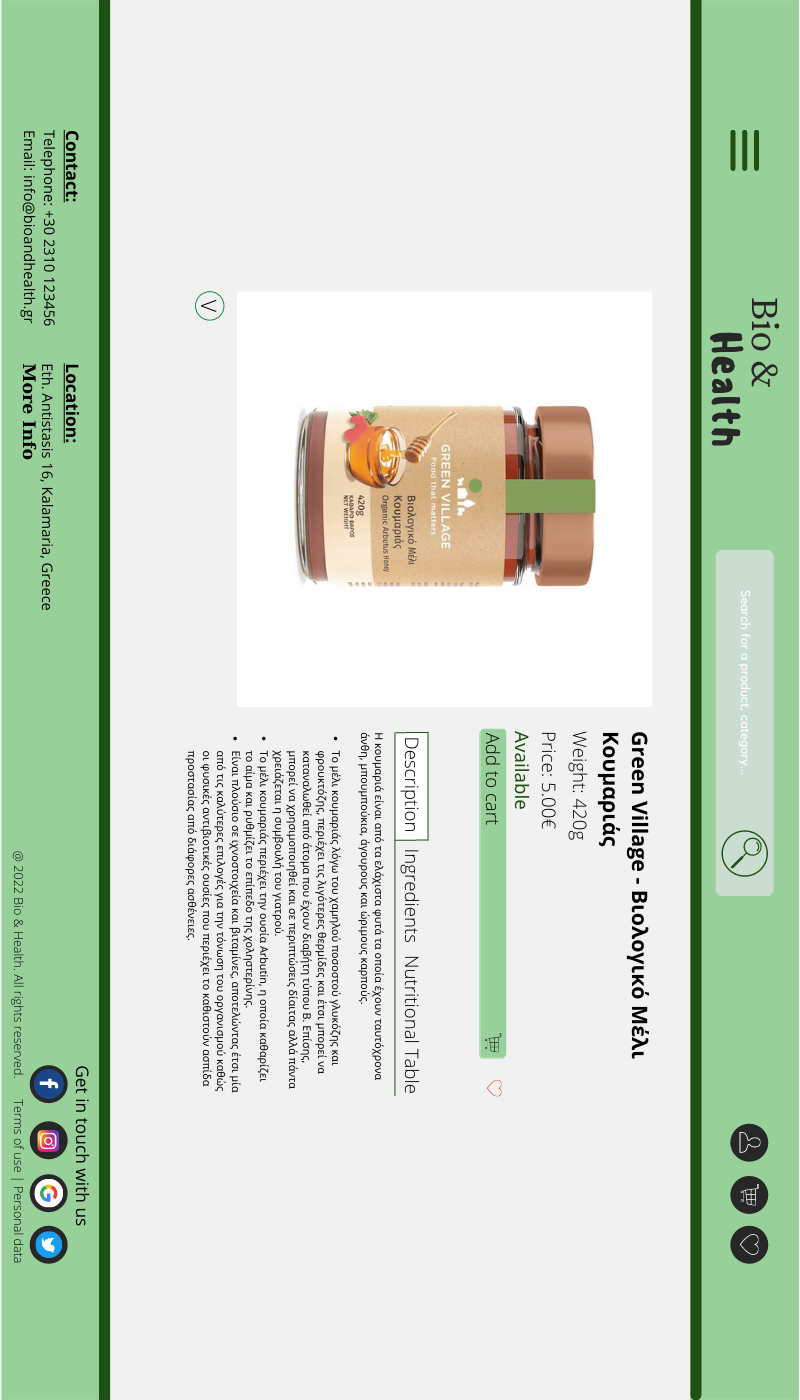 Bio &
Health
Search for a product, category...
GREEN VILLAGE
Food that matters
Βιολογικό Μέλι
Κουμαριάς
Organic Arbutus Honey
420g
ΚΑΘΑΡΟ ΒΑΡΟΣ
NET WEIGHT
V
Green Village - Βιολογικό Μέλι
Κουμαριάς
Weight: 420g
Price: 5.00€
Available
Add to cart
Description Ingredients Nutritional Table
Η κουμαριά είναι από τα ελάχιστα φυτά τα οποία έχουν ταυτόχρονα
άνθη, μπουμπούκια, άγουρους και ώριμους καρπούς.
• Το μέλι κουμαριάς λόγω του χαμηλού ποσοστού γλυκόζης και
φρουκτόζης, περιέχει τις λιγότερες θερμίδες και έτσι μπορεί να
καταναλωθεί από άτομα που έχουν διαβήτη τύπου Β. Επίσης,
μπορεί να χρησιμοποιηθεί και σε περιπτώσεις δίαιτας αλλά πάντα
χρειάζεται η συμβουλή του γιατρού.
• Το μέλι κουμαριάς περιέχει την ουσία Arbutin, η οποία καθαρίζει
το αίμα και ρυθμίζει το επίπεδο της χοληστερίνης.
• Είναι πλούσιο σε ιχνοστοιχεία και βιταμίνες, αποτελώντας έτσι μία
από τις καλύτερες επιλογές για την τόνωση του οργανισμού καθώς
οι φυσικές αντιβιοτικές ουσίες που περιέχει το καθιστούν ασπίδα
προστασίας από διάφορες ασθένειες.
Contact:
Telephone: +30 2310 123456
Email: info@bioandhealth.gr
Location:
Eth. Antistasis 16, Kalamaria, Greece
More Info
Get in touch with us
@ 2022 Bio & Health. All rights reserved. Terms of use | Personal data